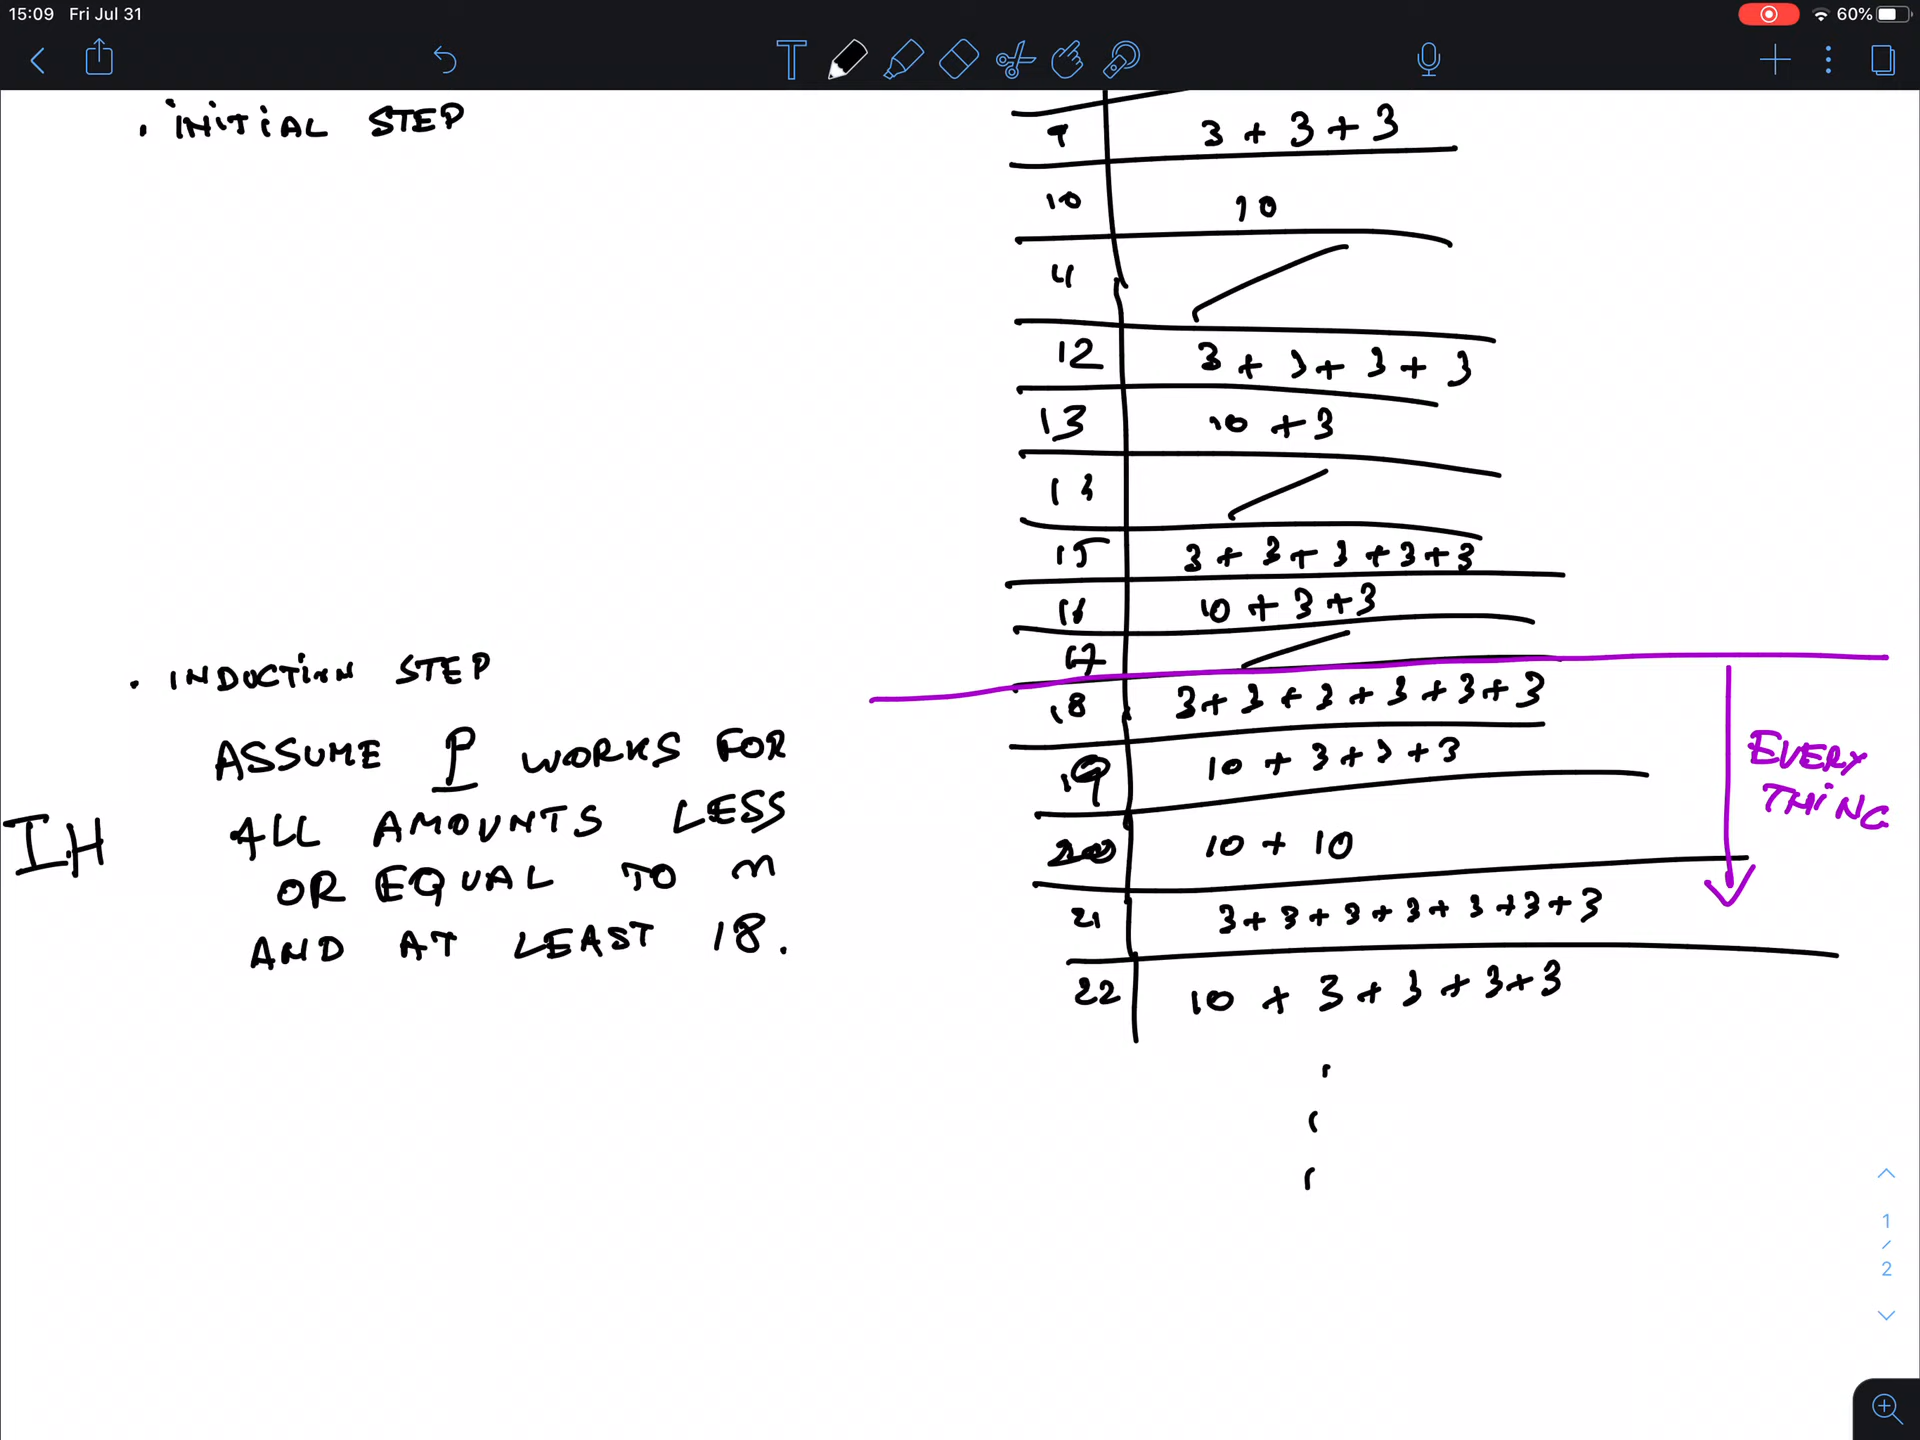 15:09 Fri Jul 31
60%
T
. INITIAL STEP
9 3 + 3 + 3
10 10
11
12 3 + 3 + 3 + 3
13 10 + 3
14
15 3 + 3 + 3 + 3 + 3
16 10 + 3 + 3
17
18 3 + 3 + 3 + 3 + 3 + 3
19 10 + 3 + 3 + 3
20 10 + 10
21 3 + 3 + 3 + 3 + 3 + 3 + 3
22 10 + 3 + 3 + 3 + 3
EVERY
THING
. INDUCTION STEP
ASSUME P WORKS FOR
ALL AMOUNTS LESS
OR EQUAL TO n
AND AT LEAST 18.
IH
1
/
2